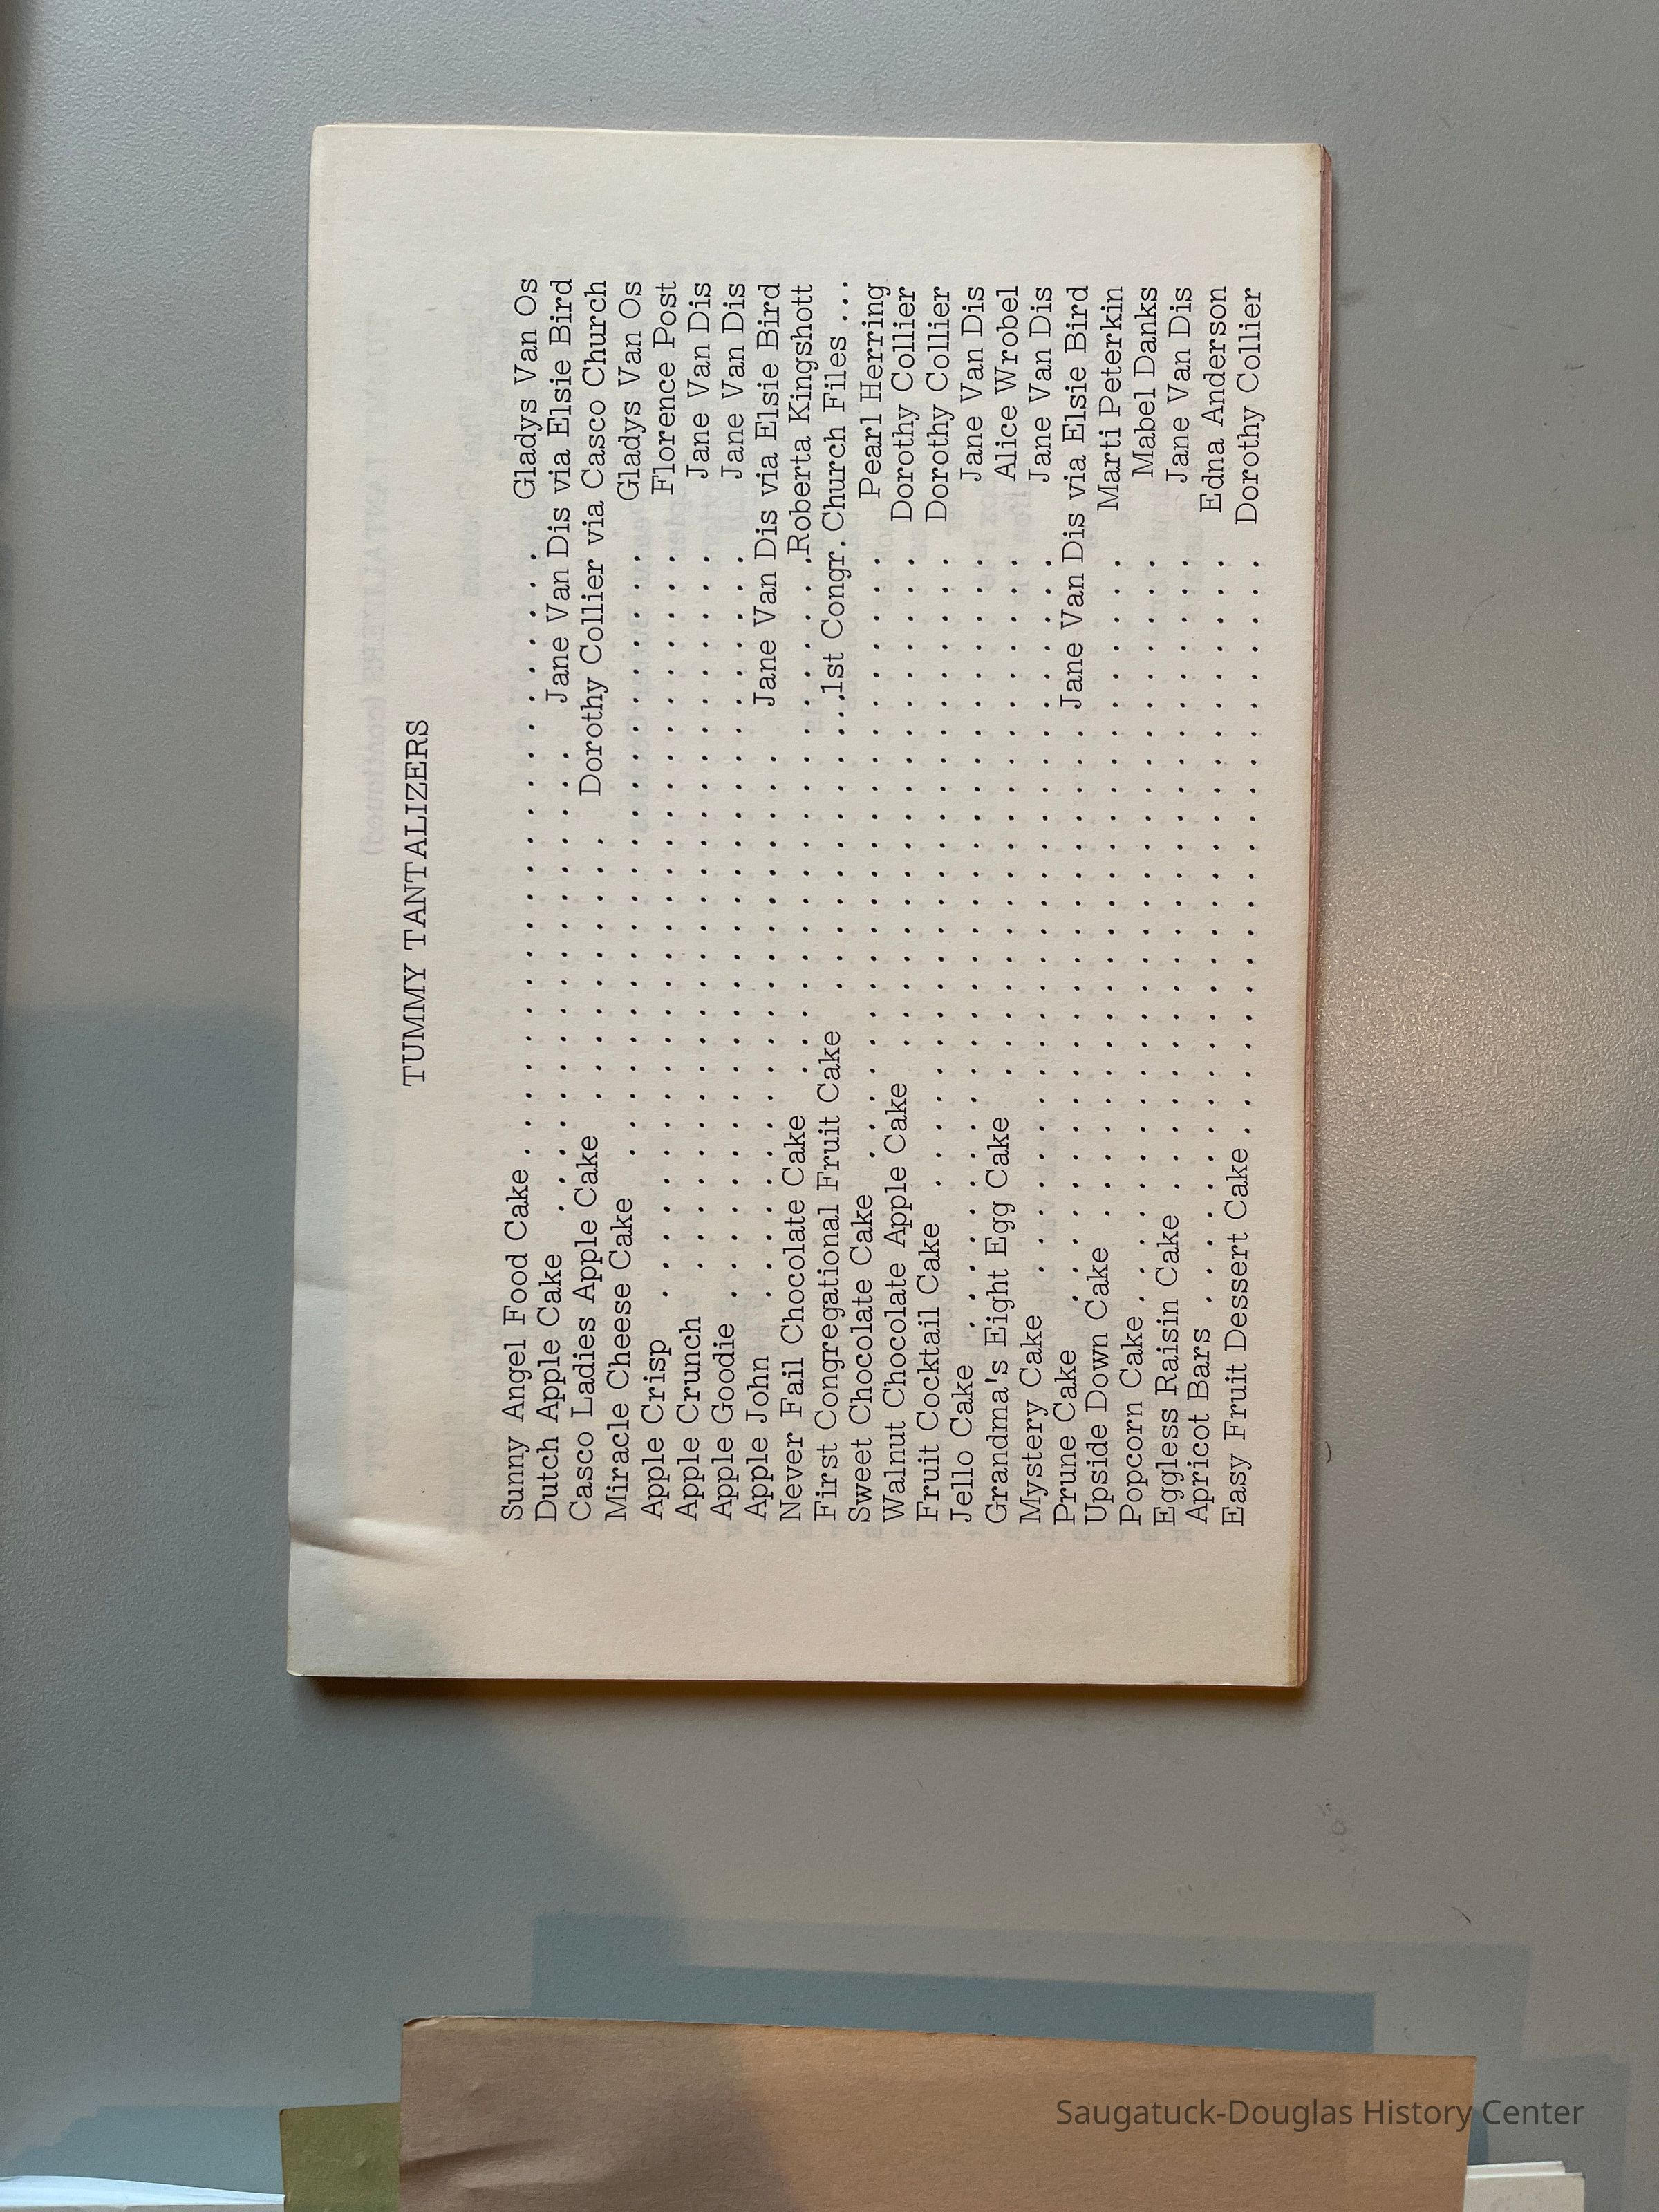 TUMMY TANTALIZERS
Sunny Angel Food Cake . . . . . . . . . . . . . . . . . . . . . Gladys Van Os
Dutch Apple Cake . . . . . . . . . . . . . . . . . Jane Van Dis via Elsie Bird
Casco Ladies Apple Cake . . . . . . . . . . Dorothy Collier via Casco Church
Miracle Cheese Cake . . . . . . . . . . . . . . . . . . . . . . Gladys Van Os
Apple Crisp . . . . . . . . . . . . . . . . . . . . . . . . . . Florence Post
Apple Crunch . . . . . . . . . . . . . . . . . . . . . . . . . . Jane Van Dis
Apple Goodie . . . . . . . . . . . . . . . . . . . . . . . . . . Jane Van Dis
Apple John . . . . . . . . . . . . . . . . . . . . Jane Van Dis via Elsie Bird
Never Fail Chocolate Cake . . . . . . . . . . . . . . . . . . .Roberta Kingshott
First Congregational Fruit Cake . . . . . . . . . . ...1st Congr. Church Files ...
Sweet Chocolate Cake . . . . . . . . . . . . . . . . . . . . . . Pearl Herring
Walnut Chocolate Apple Cake . . . . . . . . . . . . . . . . . . Dorothy Collier
Fruit Cocktail Cake . . . . . . . . . . . . . . . . . . . . . . Dorothy Collier
Jello Cake . . . . . . . . . . . . . . . . . . . . . . . . . . . Jane Van Dis
Grandma's Eight Egg Cake . . . . . . . . . . . . . . . . . . . . Alice Wrobel
Mystery Cake . . . . . . . . . . . . . . . . . . . . . . . . . . Jane Van Dis
Prune Cake . . . . . . . . . . . . . . . . . . . . Jane Van Dis via Elsie Bird
Upside Down Cake . . . . . . . . . . . . . . . . . . . . . . . . Marti Peterkin
Popcorn Cake . . . . . . . . . . . . . . . . . . . . . . . . . . Mabel Danks
Eggless Raisin Cake . . . . . . . . . . . . . . . . . . . . . . Jane Van Dis
Apricot Bars . . . . . . . . . . . . . . . . . . . . . . . . . . Edna Anderson
Easy Fruit Dessert Cake . . . . . . . . . . . . . . . . . . . . Dorothy Collier
Saugatuck-Douglas History Center